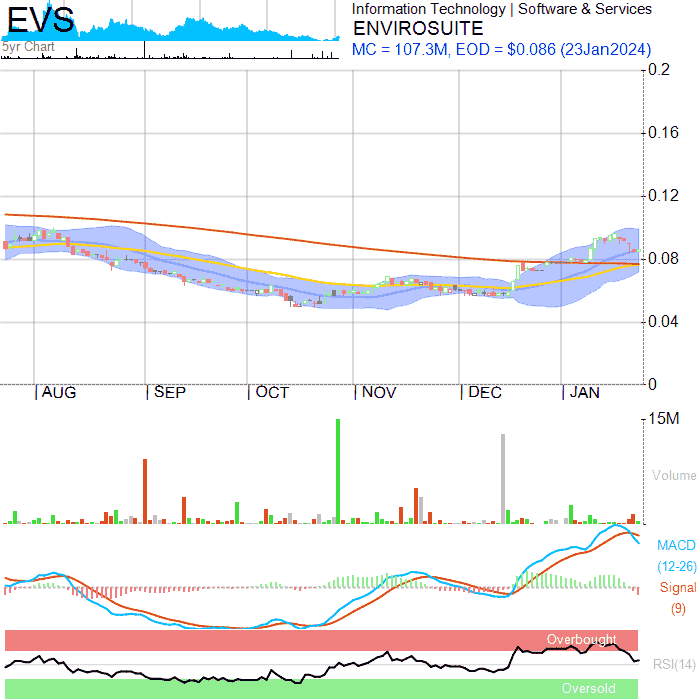 EVS
5yr Chart
Information Technology | Software & Services
ENVIROSUITE
MC = 107.3M, EOD = $0.086 (23Jan2024)
0.2
0.16
0.12
0.08
0.04
0
AUG SEP OCT NOV DEC JAN
15M
Volume
MACD
(12-26)
Signal
(9)
Overbought
RSI(14)
Oversold